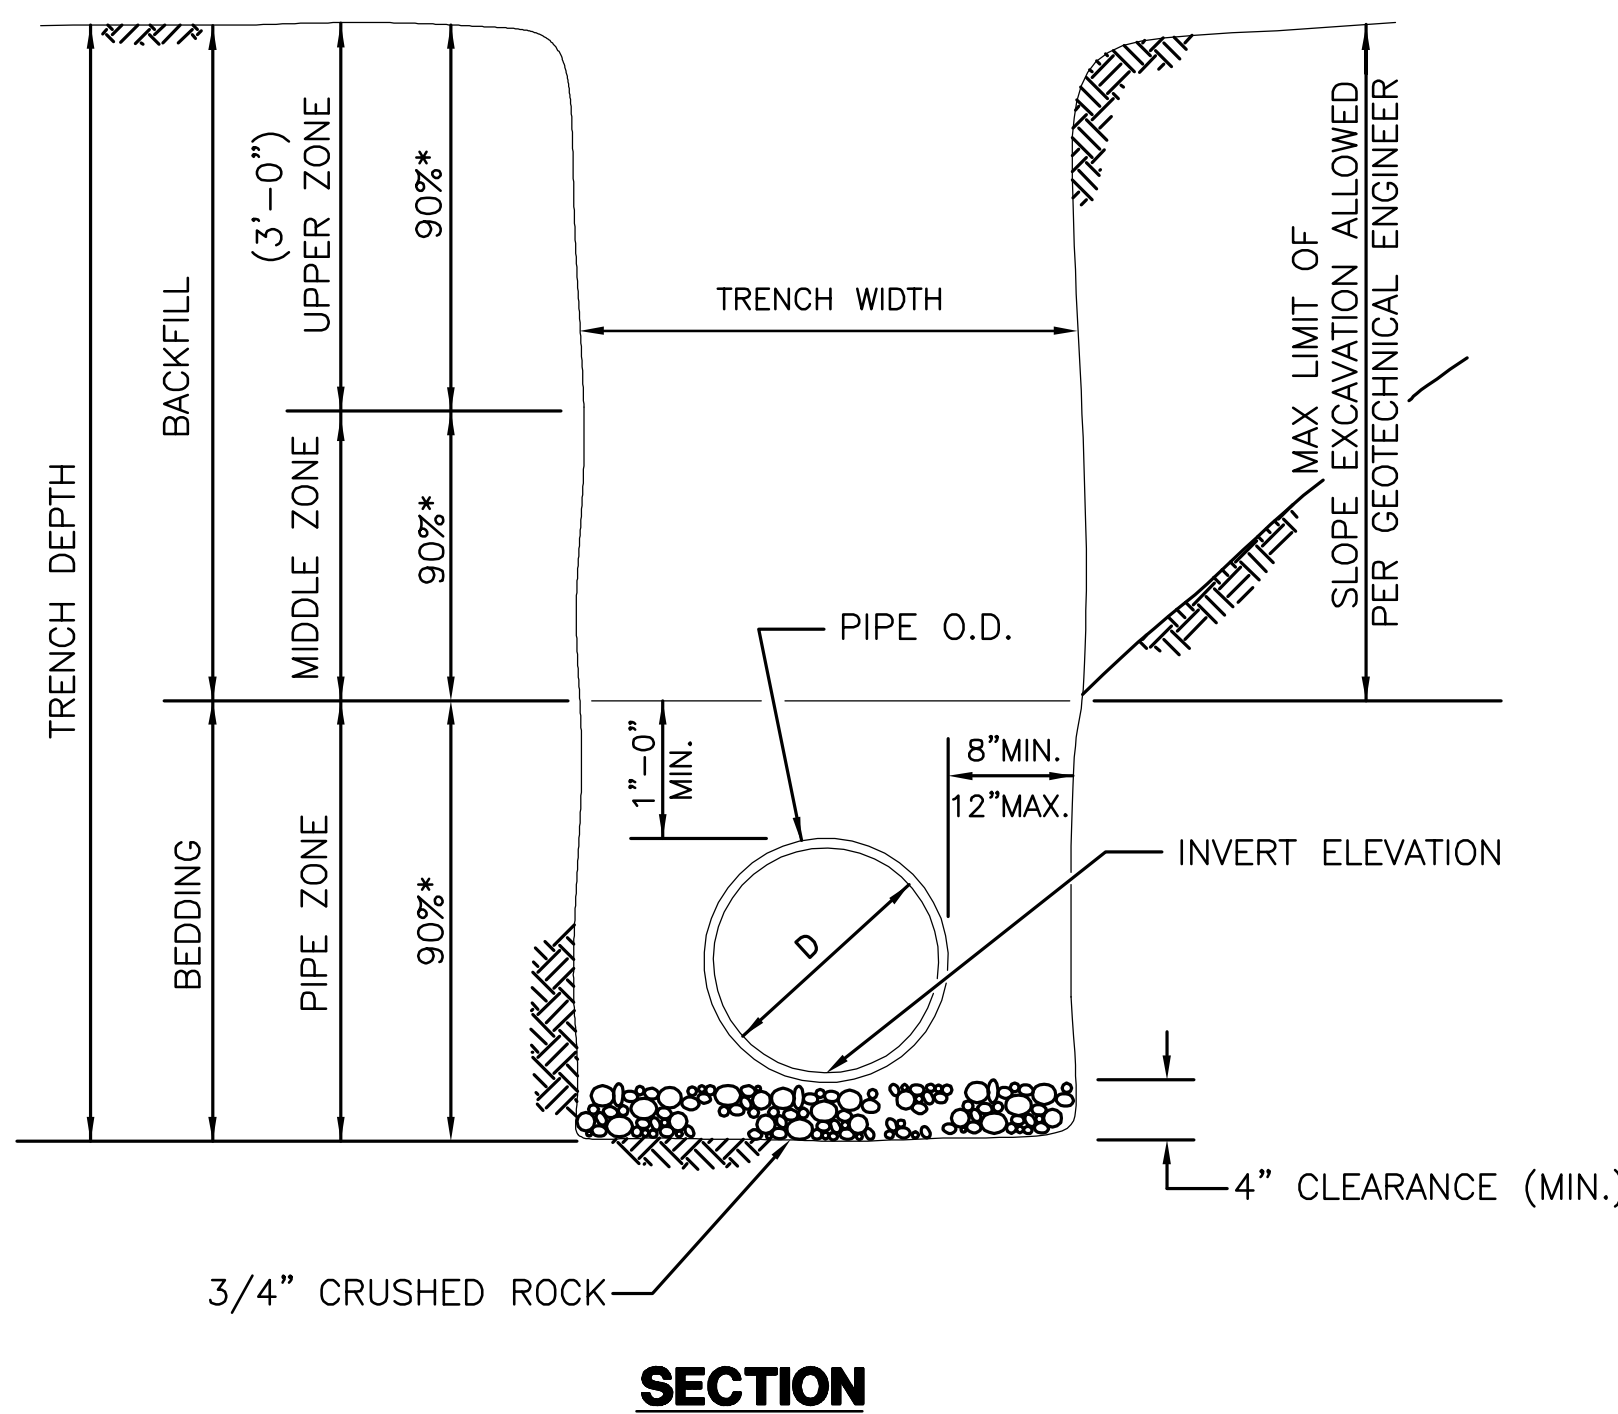 TRENCH DEPTH
BACKFILL
(3'-0")
UPPER ZONE
90%*
MIDDLE ZONE
90%*
BEDDING
PIPE ZONE
90%*
TRENCH WIDTH
MAX LIMIT OF
SLOPE EXCAVATION ALLOWED
PER GEOTECHNICAL ENGINEER
PIPE O.D.
1"-0"
MIN.
8"MIN.
12"MAX.
INVERT ELEVATION
D
4" CLEARANCE (MIN.)
3/4" CRUSHED ROCK
SECTION